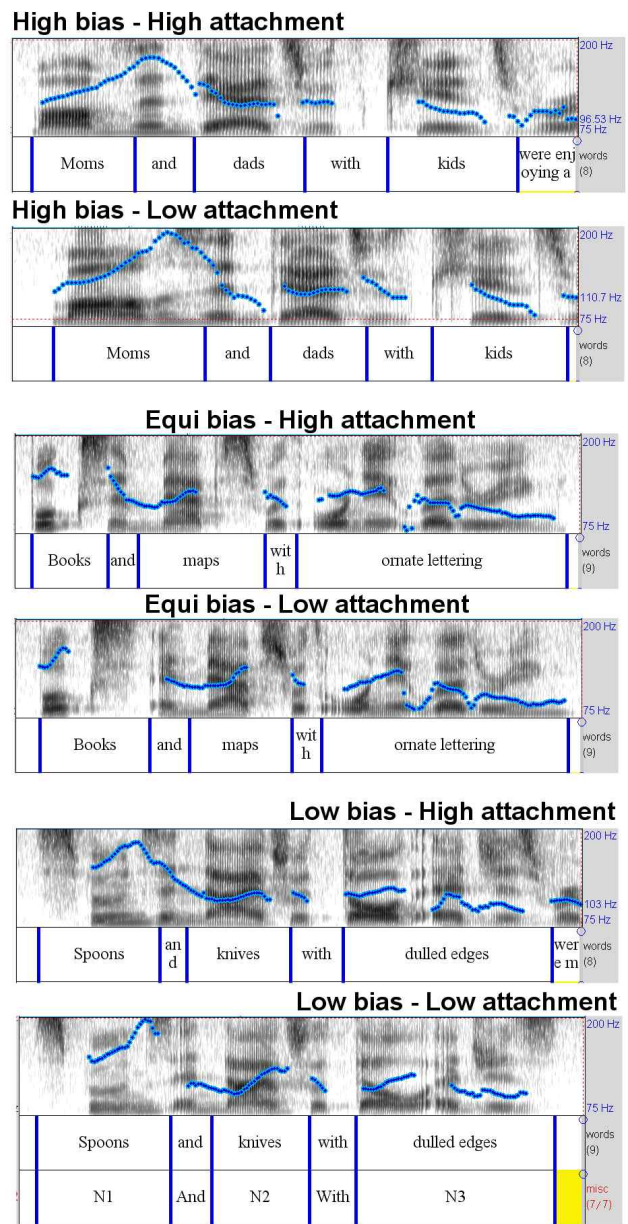 High bias - High attachment
200 Hz
96.53 Hz
75 Hz
Moms and dads with kids were enj
oying a
words
(8)
High bias - Low attachment
200 Hz
110.7 Hz
75 Hz
Moms and dads with kids
words
(8)
Equi bias - High attachment
200 Hz
75 Hz
Books and maps wit
h ornate lettering
words
(9)
Equi bias - Low attachment
200 Hz
75 Hz
Books and maps wit
h ornate lettering
words
(9)
Low bias - High attachment
200 Hz
103 Hz
75 Hz
Spoons an
d knives with dulled edges wer
e m
words
(8)
Low bias - Low attachment
200 Hz
75 Hz
Spoons and knives with dulled edges
words
(9)
N1 And N2 With N3
misc
(7/7)